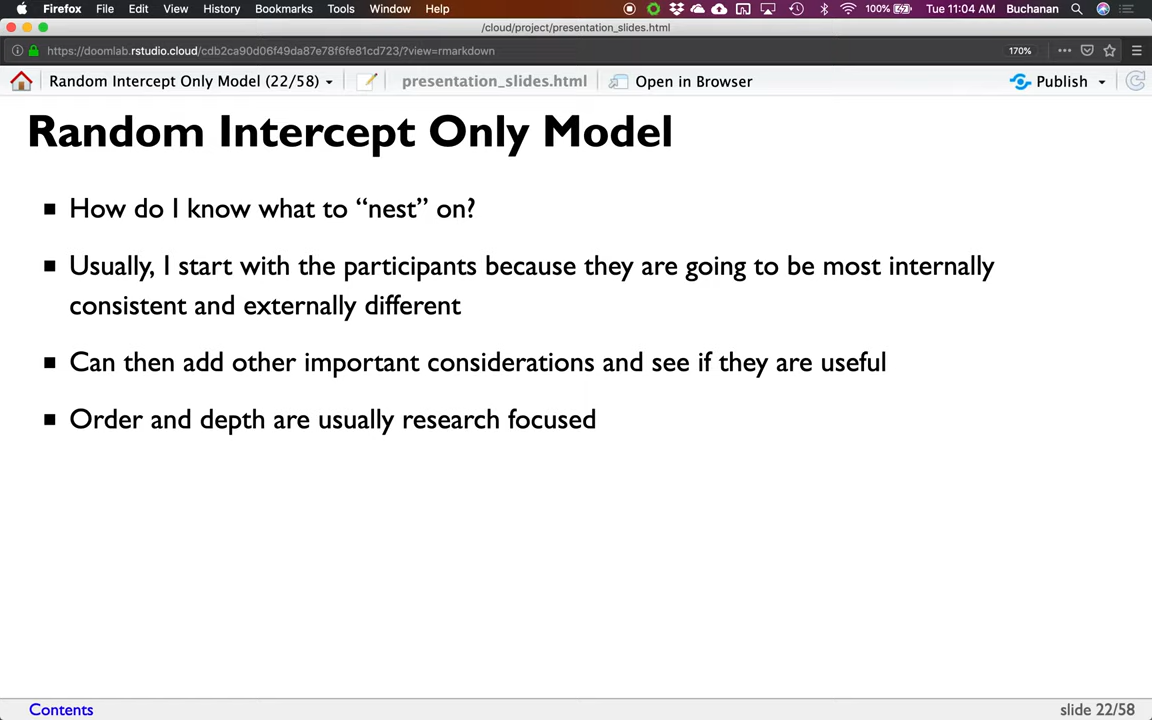 Firefox File Edit View History Bookmarks Tools Window Help 100% Tue 11:04 AM Buchanan
/cloud/project/presentation_slides.html
https://doomlab.rstudio.cloud/cdb2ca90d06f49da87e78f6fe81cd723/?view=rmarkdown 170%
Random Intercept Only Model (22/58) presentation_slides.html Open in Browser Publish
Random Intercept Only Model
■ How do I know what to “nest” on?
■ Usually, I start with the participants because they are going to be most internally
consistent and externally different
■ Can then add other important considerations and see if they are useful
■ Order and depth are usually research focused
Contents slide 22/58